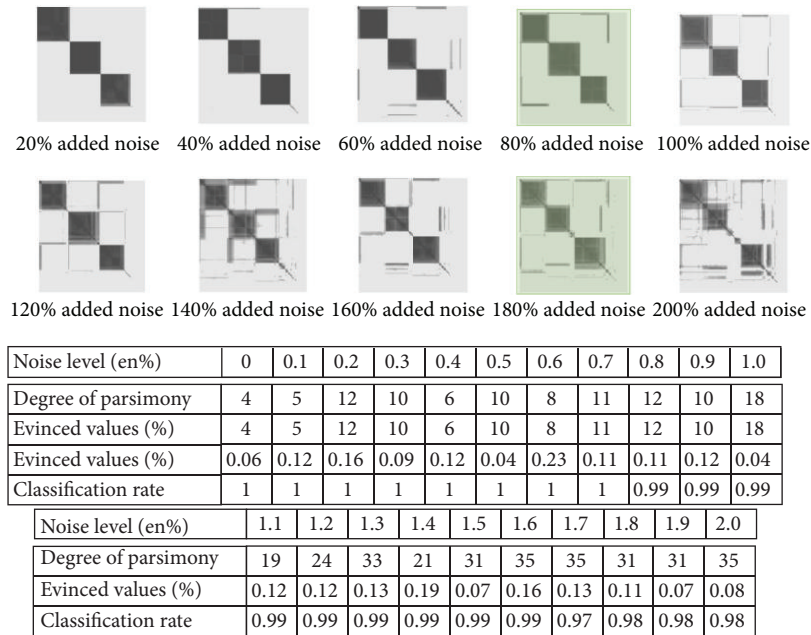 20% added noise 40% added noise 60% added noise 80% added noise 100% added noise
120% added noise 140% added noise 160% added noise 180% added noise 200% added noise
Noise level (en%) 0 0.1 0.2 0.3 0.4 0.5 0.6 0.7 0.8 0.9 1.0
Degree of parsimony 4 5 12 10 6 10 8 11 12 10 18
Evinced values (%) 4 5 12 10 6 10 8 11 12 10 18
Evinced values (%) 0.06 0.12 0.16 0.09 0.12 0.04 0.23 0.11 0.11 0.12 0.04
Classification rate 1 1 1 1 1 1 1 1 0.99 0.99 0.99
Noise level (en%) 1.1 1.2 1.3 1.4 1.5 1.6 1.7 1.8 1.9 2.0
Degree of parsimony 19 24 33 21 31 35 35 31 31 35
Evinced values (%) 0.12 0.12 0.13 0.19 0.07 0.16 0.13 0.11 0.07 0.08
Classification rate 0.99 0.99 0.99 0.99 0.99 0.99 0.97 0.98 0.98 0.98